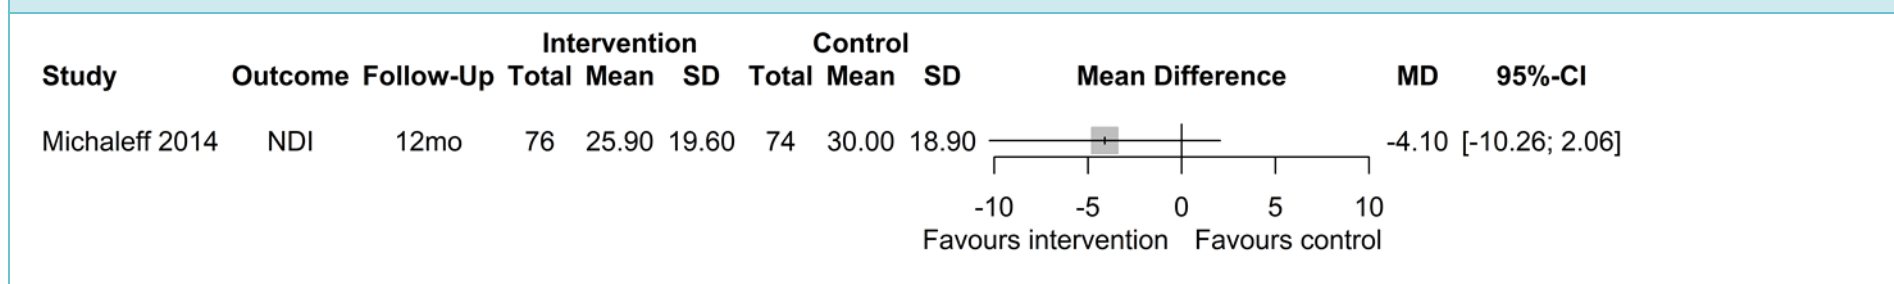 Intervention Control
Study Outcome Follow-Up Total Mean SD Total Mean SD Mean Difference MD 95%-CI
Michaleff 2014 NDI 12mo 76 25.90 19.60 74 30.00 18.90 -4.10 [-10.26; 2.06]
-10 -5 0 5 10
Favours intervention Favours control